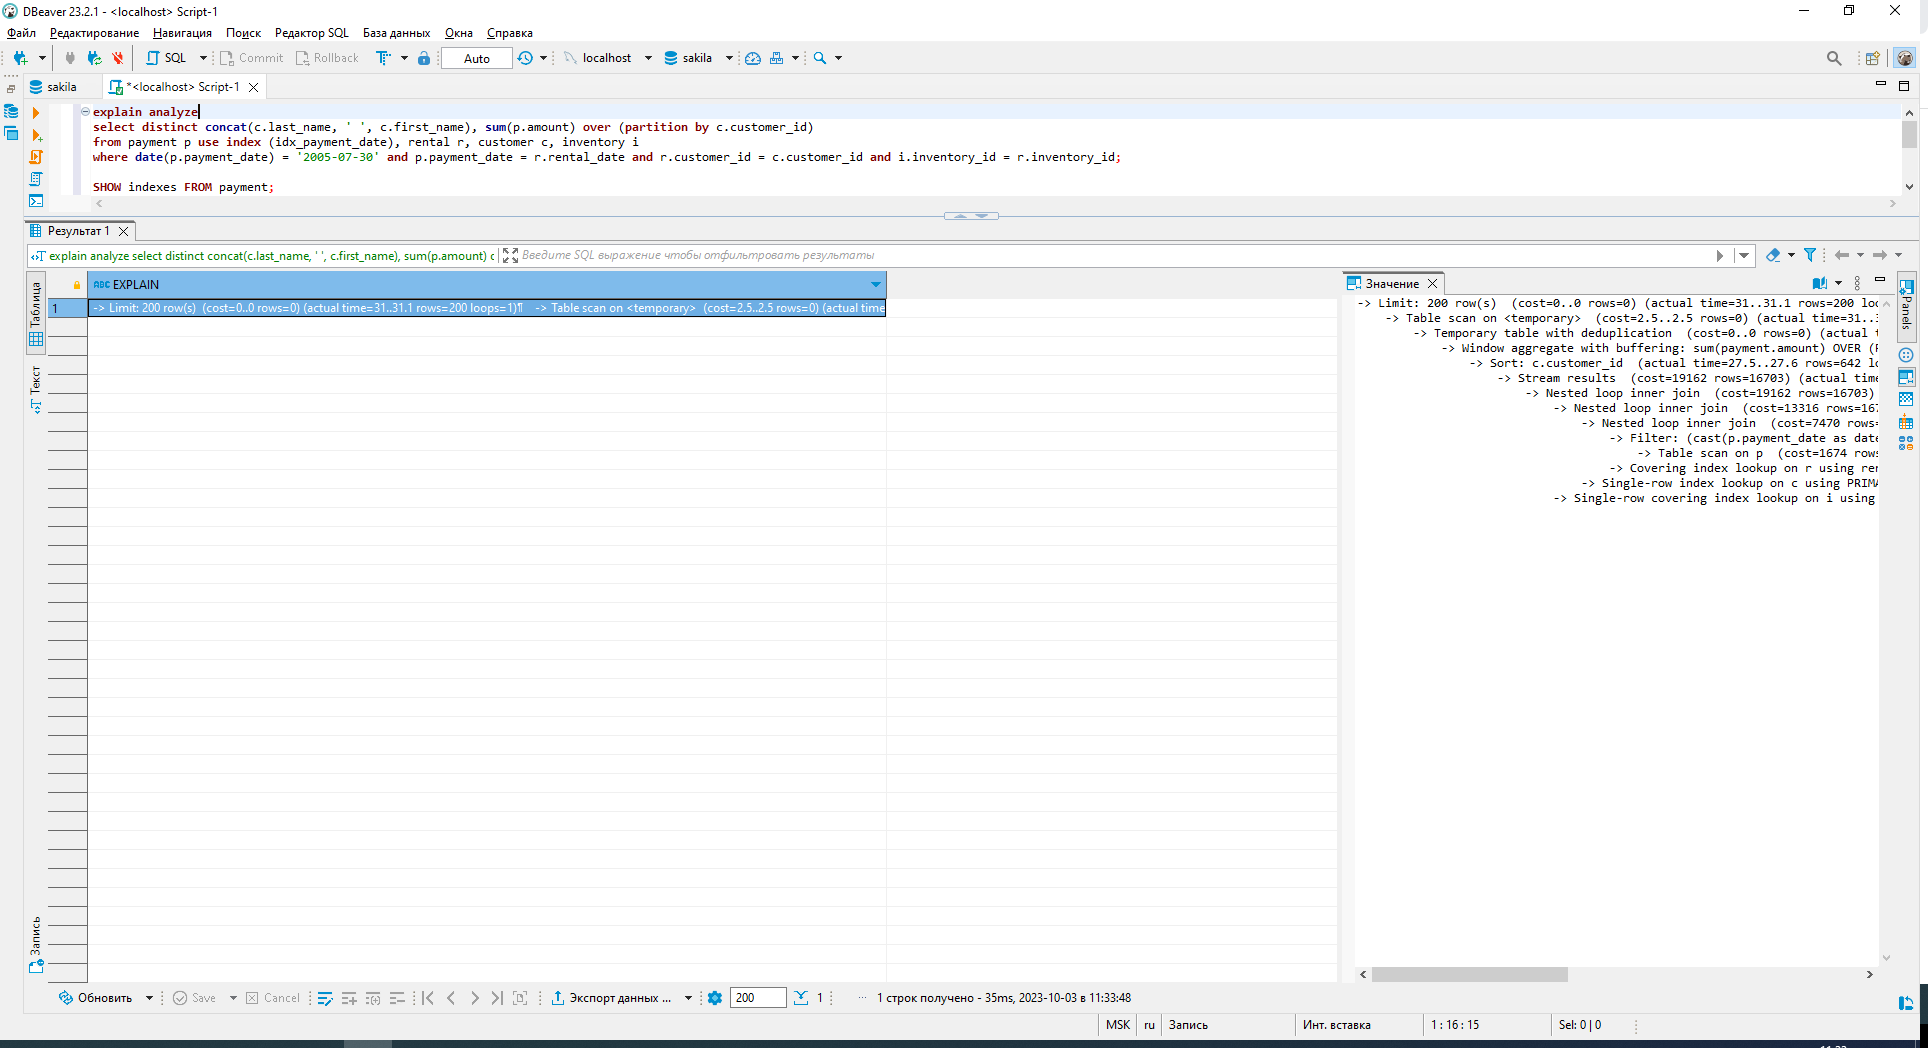 DBeaver 23.2.1 - <localhost> Script-1
Файл Редактирование Навигация Поиск Редактор SQL База данных Окна Справка
SQL Commit Rollback Auto localhost sakila
sakila *<localhost> Script-1
explain analyze
select distinct concat(c.last_name, ' ', c.first_name), sum(p.amount) over (partition by c.customer_id)
from payment p use index (idx_payment_date), rental r, customer c, inventory i
where date(p.payment_date) = '2005-07-30' and p.payment_date = r.rental_date and r.customer_id = c.customer_id and i.inventory_id = r.inventory_id;
SHOW indexes FROM payment;
Результат 1
explain analyze select distinct concat(c.last_name, ' ', c.first_name), sum(p.amount) c
Введите SQL выражение чтобы отфильтровать результаты
Таблица
Текст
Запись
ABC EXPLAIN
1 -> Limit: 200 row(s) (cost=0..0 rows=0) (actual time=31..31.1 rows=200 loops=1)¶ -> Table scan on <temporary> (cost=2.5..2.5 rows=0) (actual time
Значение
-> Limit: 200 row(s) (cost=0..0 rows=0) (actual time=31..31.1 rows=200 loo
-> Table scan on <temporary> (cost=2.5..2.5 rows=0) (actual time=31..3
-> Temporary table with deduplication (cost=0..0 rows=0) (actual t
-> Window aggregate with buffering: sum(payment.amount) OVER (P
-> Sort: c.customer_id (actual time=27.5..27.6 rows=642 lo
-> Stream results (cost=19162 rows=16703) (actual time
-> Nested loop inner join (cost=19162 rows=16703)
-> Nested loop inner join (cost=13316 rows=167
-> Nested loop inner join (cost=7470 rows=
-> Filter: (cast(p.payment_date as date
-> Table scan on p (cost=1674 rows
-> Covering index lookup on r using ren
-> Single-row index lookup on c using PRIMA
-> Single-row covering index lookup on i using
Panels
Обновить Save Cancel Экспорт данных ... 200 1 ··· 1 строк получено - 35ms, 2023-10-03 в 11:33:48
MSK ru Запись Инт. вставка 1 : 16 : 15 Sel: 0 | 0